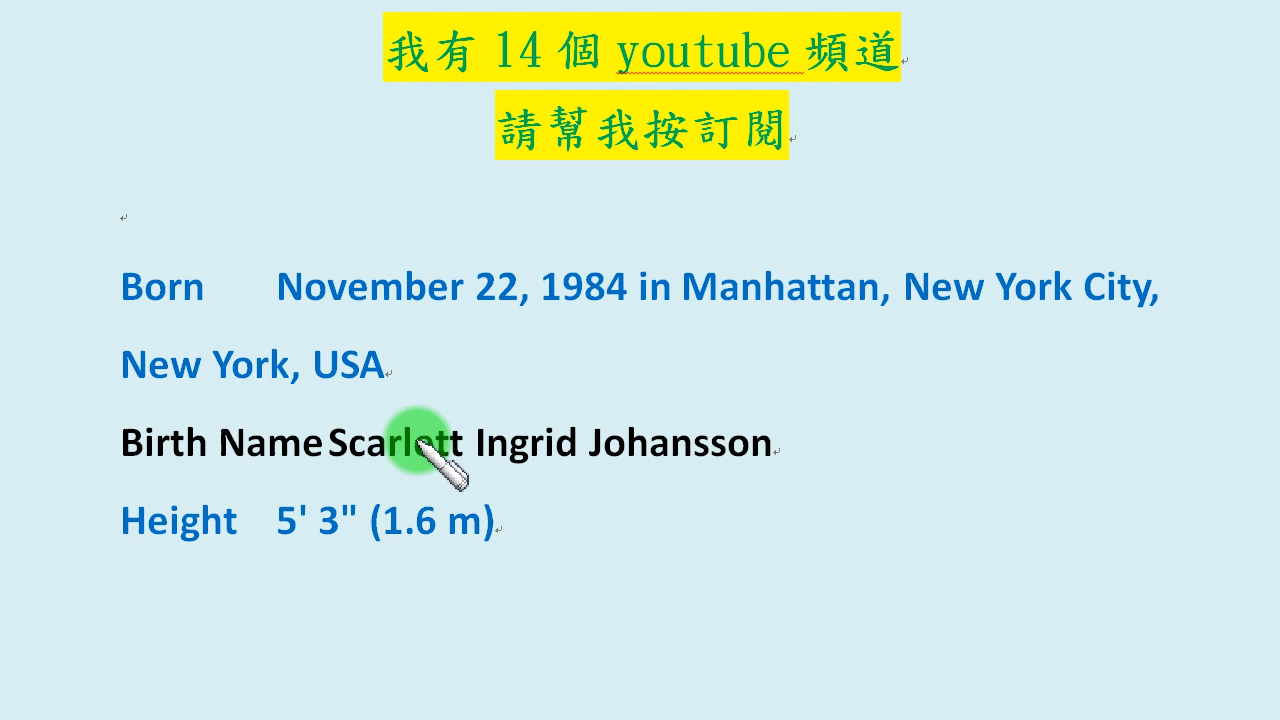 我有 14 個 youtube 頻道
請幫我按訂閱
Born November 22, 1984 in Manhattan, New York City,
New York, USA
Birth Name Scarlett Ingrid Johansson
Height 5' 3" (1.6 m)